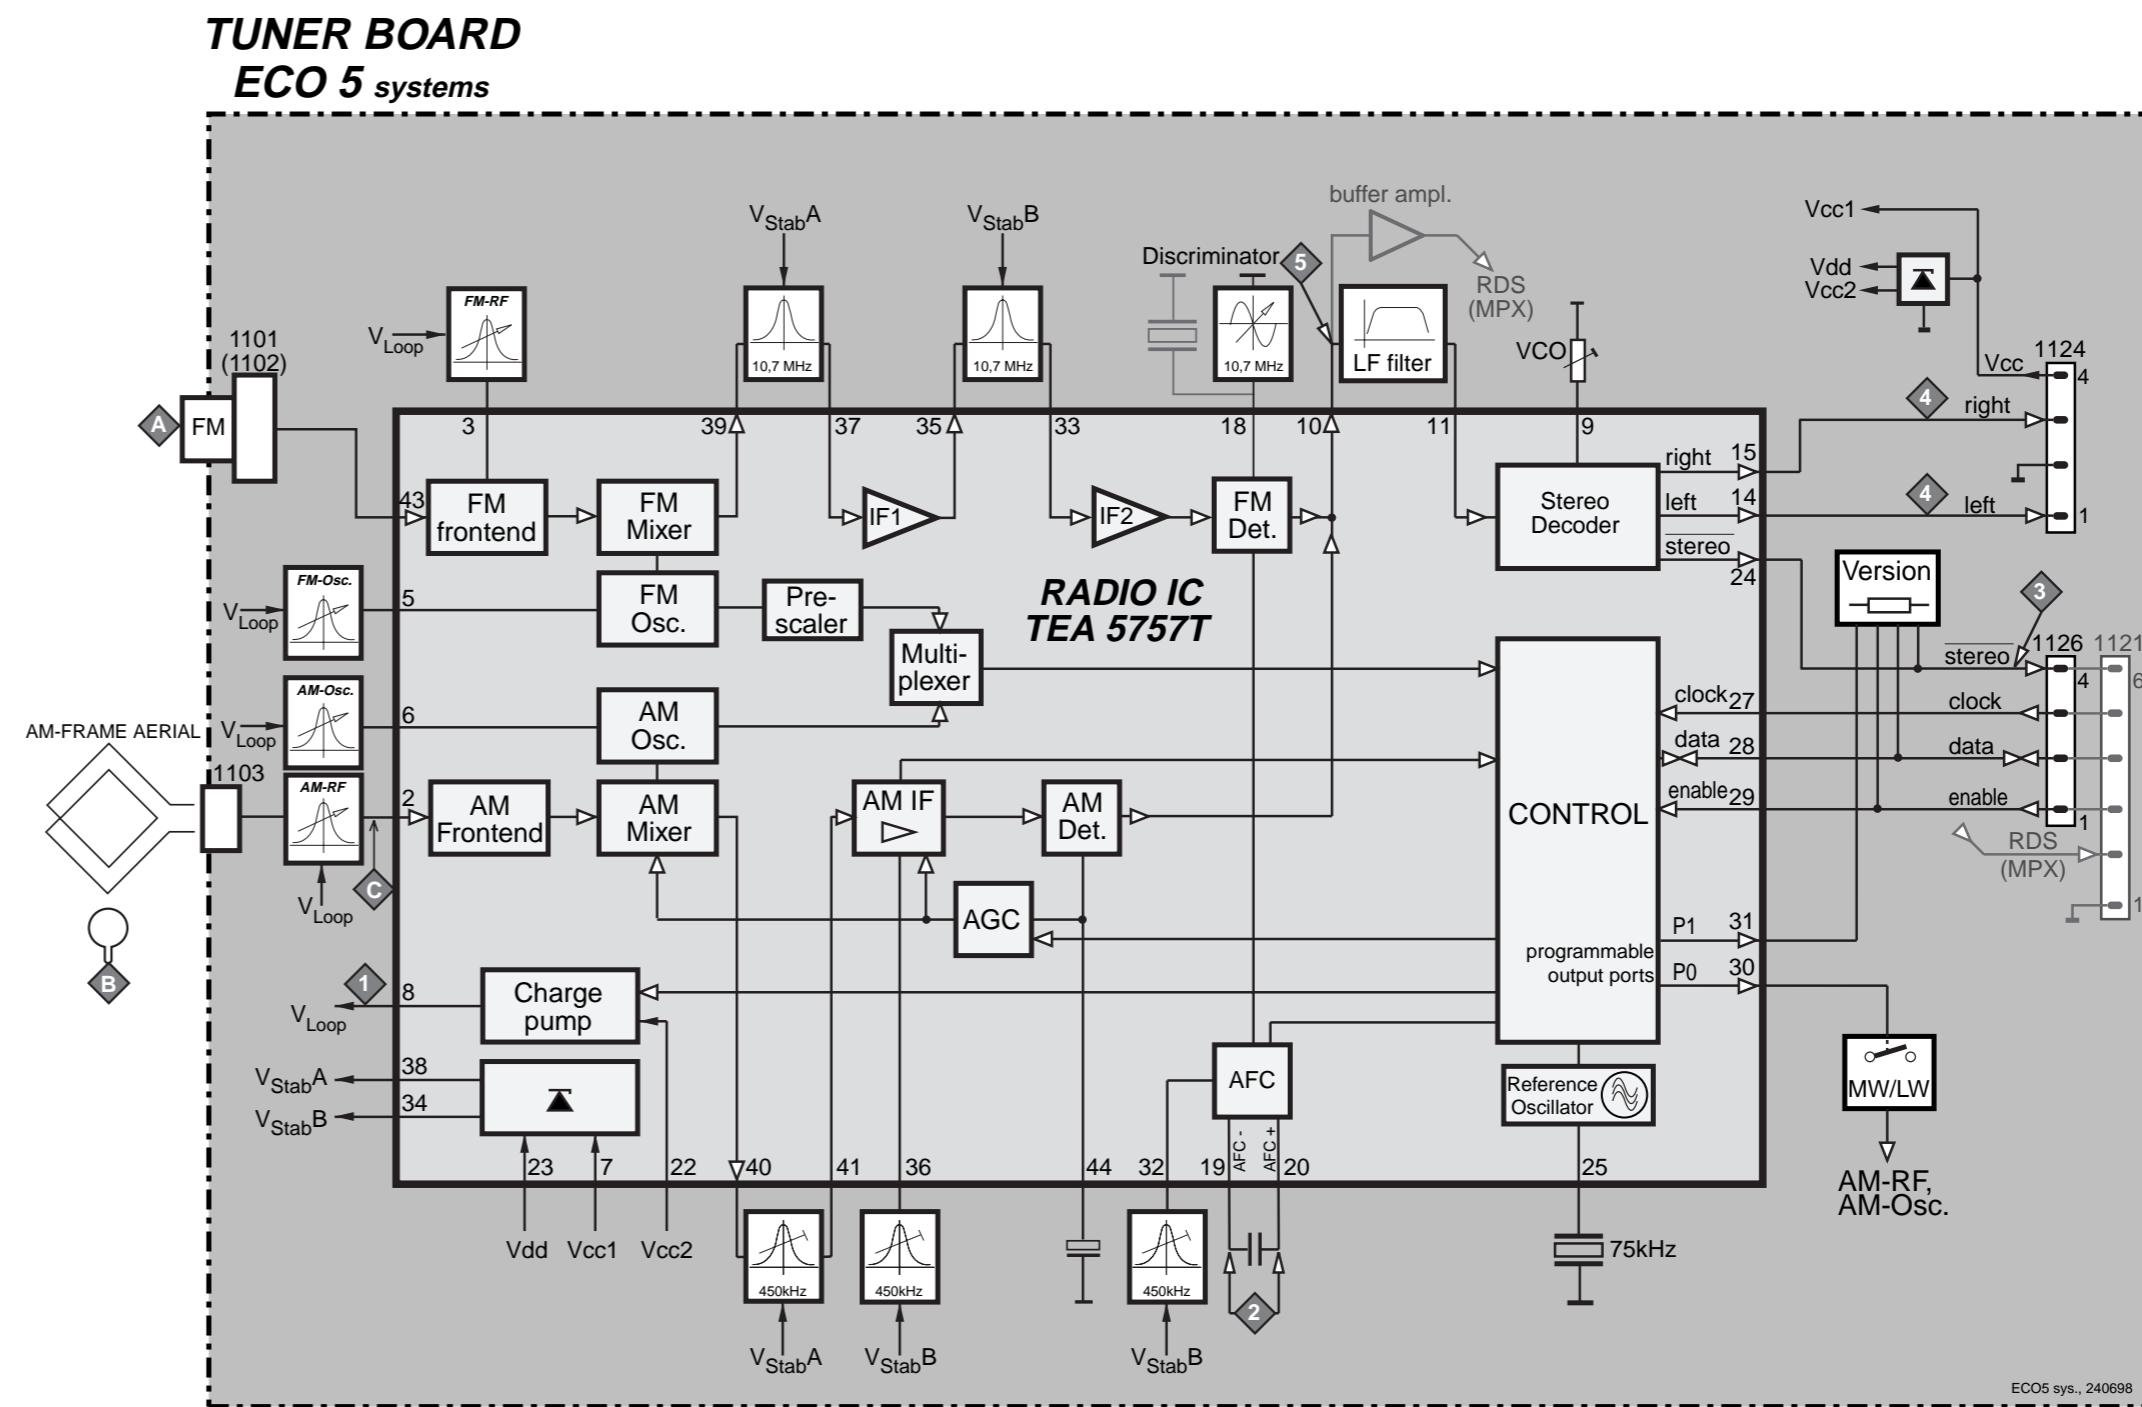 TUNER BOARD
ECO 5 systems
buffer ampl.
RDS
(MPX)
VStabA
VStabB
Discriminator
5
Vcc1
Vdd
Vcc2
FM-RF
VLoop
10,7 MHz
10,7 MHz
10,7 MHz
LF filter
VCO
1101
(1102)
A
FM
1124
Vcc
4
4
right
4
left
1
3
39
37
35
33
18
10
11
9
43
FM
frontend
FM
Mixer
IF1
IF2
FM
Det.
Stereo
Decoder
right
15
left
14
stereo
24
FM-Osc.
VLoop
5
FM
Osc.
Pre-
scaler
Multi-
plexer
RADIO IC
TEA 5757T
Version
3
stereo
1126
1121
4
6
clock
data
enable
1
RDS
(MPX)
1
AM-Osc.
VLoop
6
AM
Osc.
AM-FRAME AERIAL
1103
AM-RF
2
VLoop
C
B
AM
Frontend
AM
Mixer
AM IF
AM
Det.
AGC
CONTROL
clock
27
data
28
enable
29
P1
31
programmable
output ports
P0
30
1
VLoop
8
Charge
pump
VStabA
38
VStabB
34
AFC
AFC -
AFC +
Reference
Oscillator
MW/LW
AM-RF,
AM-Osc.
23
7
22
40
41
36
44
32
19
20
25
Vdd
Vcc1
Vcc2
450kHz
450kHz
450kHz
2
75kHz
VStabA
VStabB
VStabB
ECO5 sys., 240698